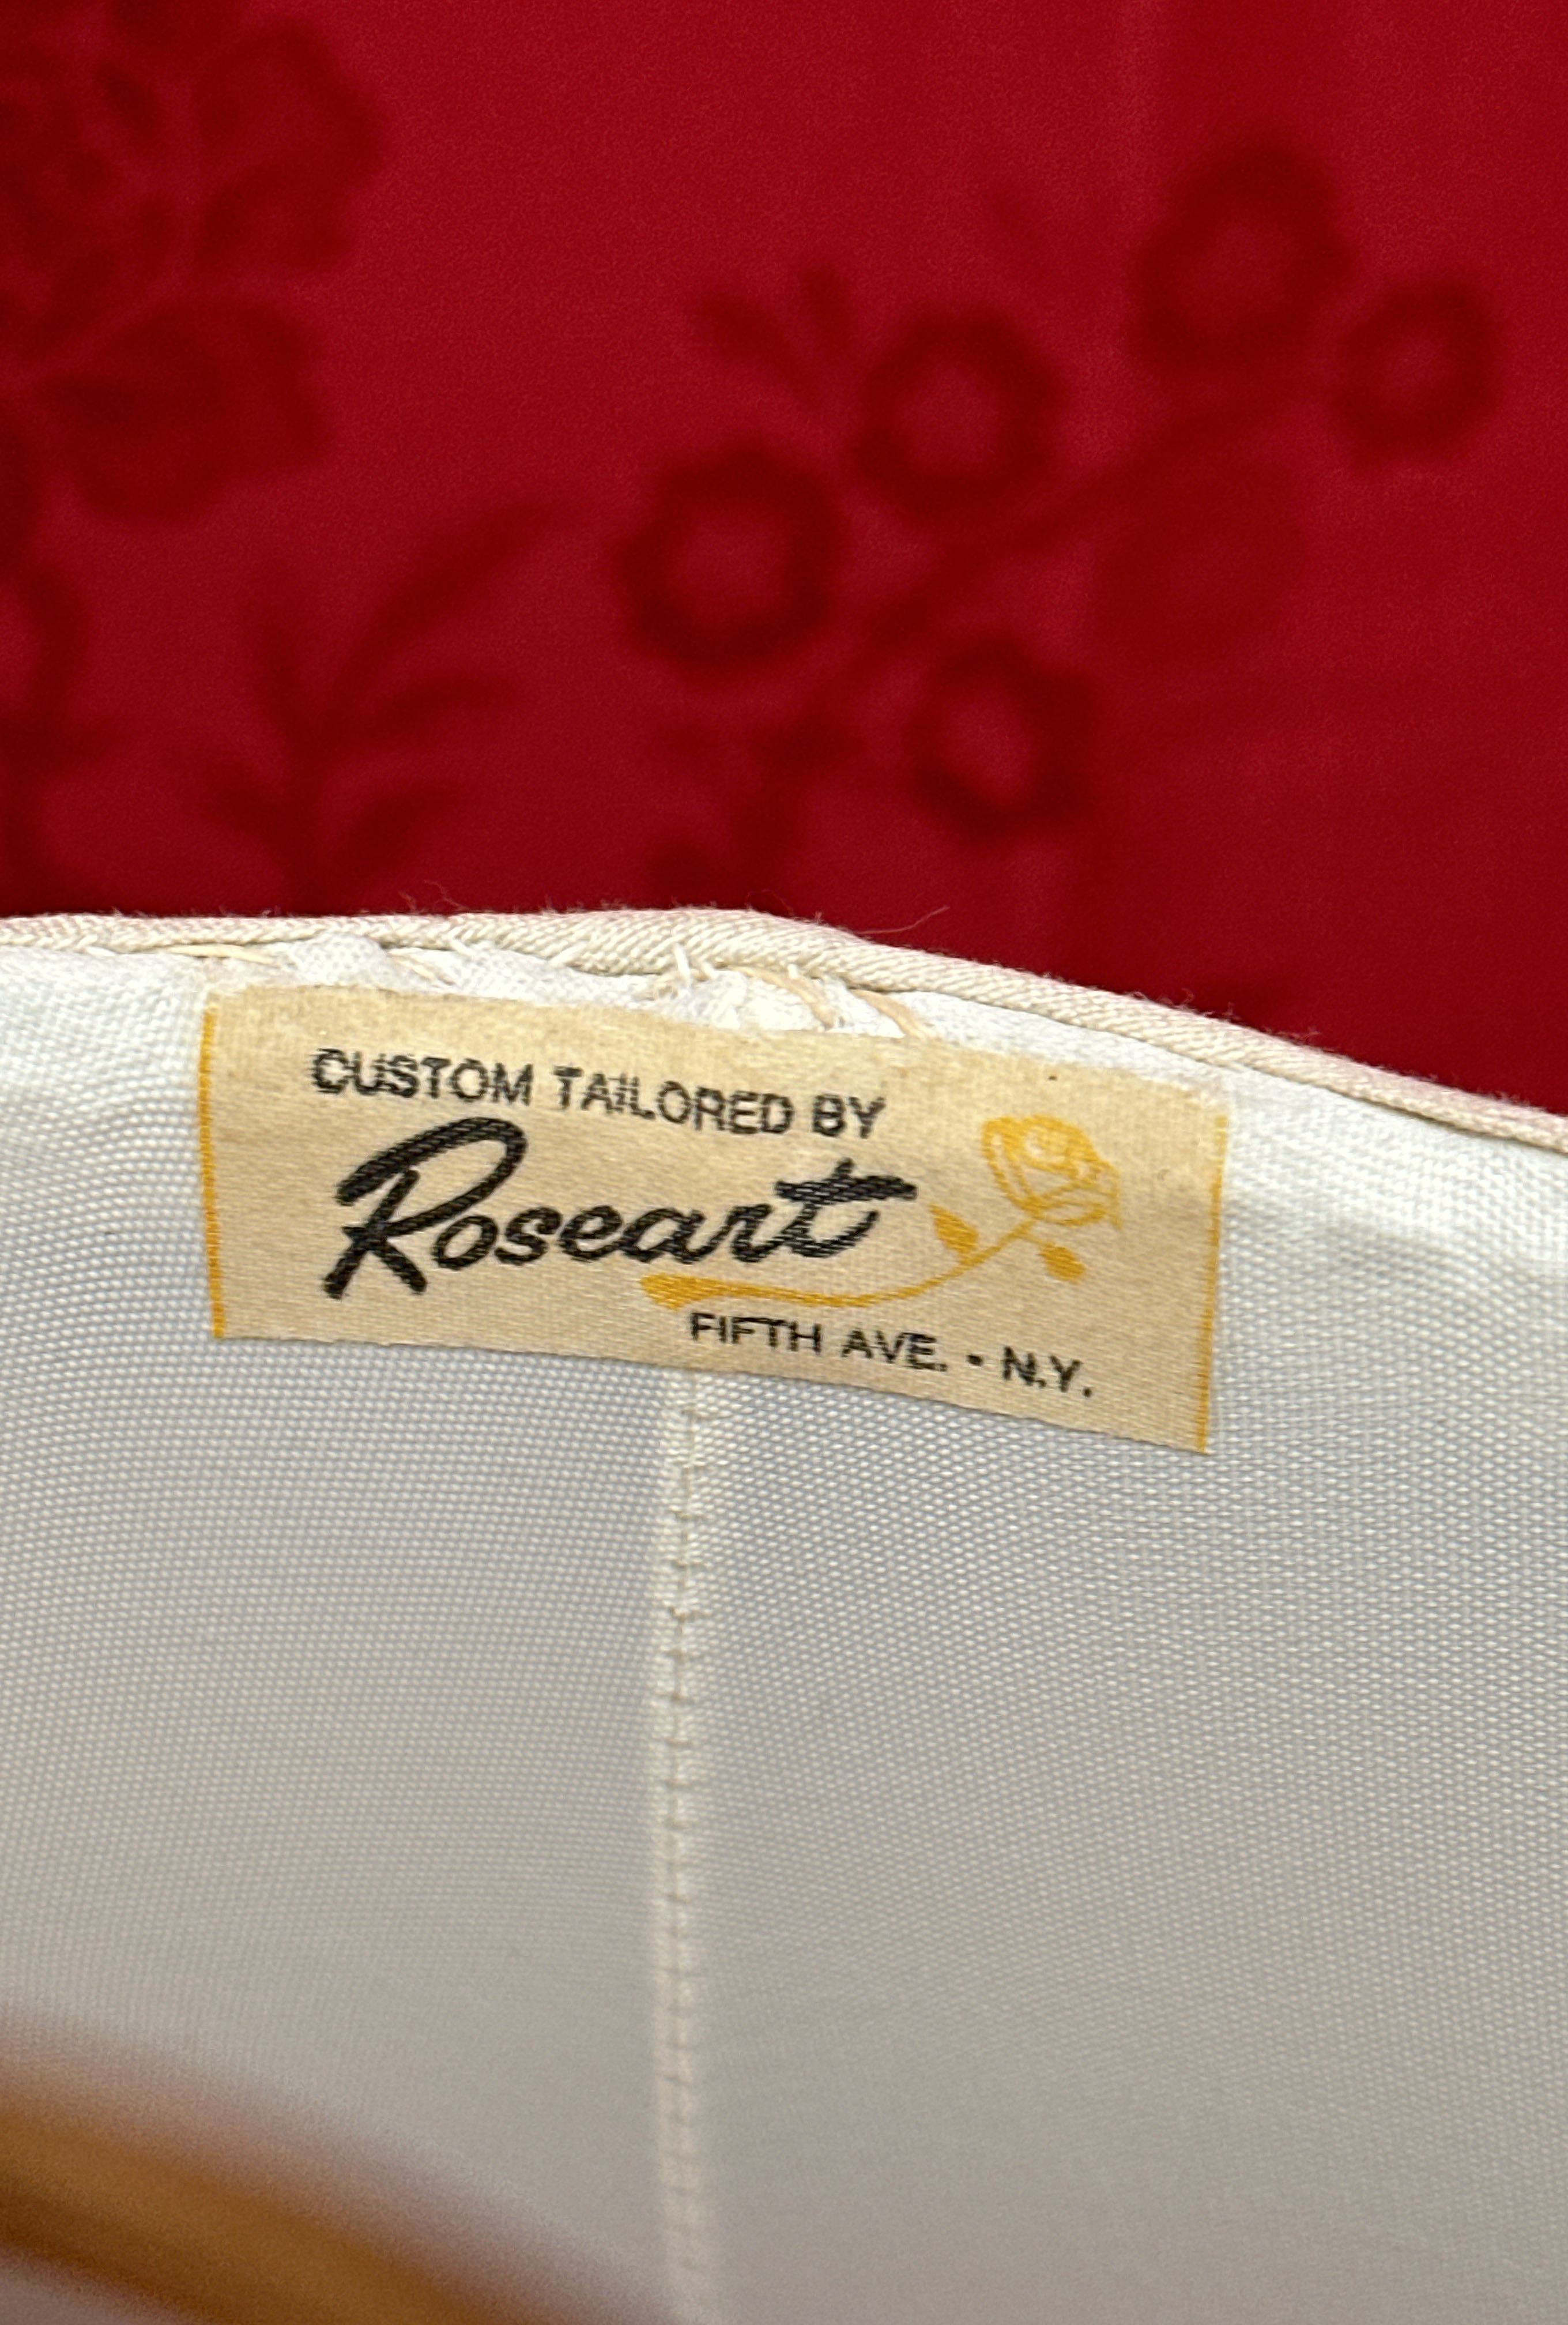 CUSTOM TAILORED BY
Roseart
FIFTH AVE. • N.Y.